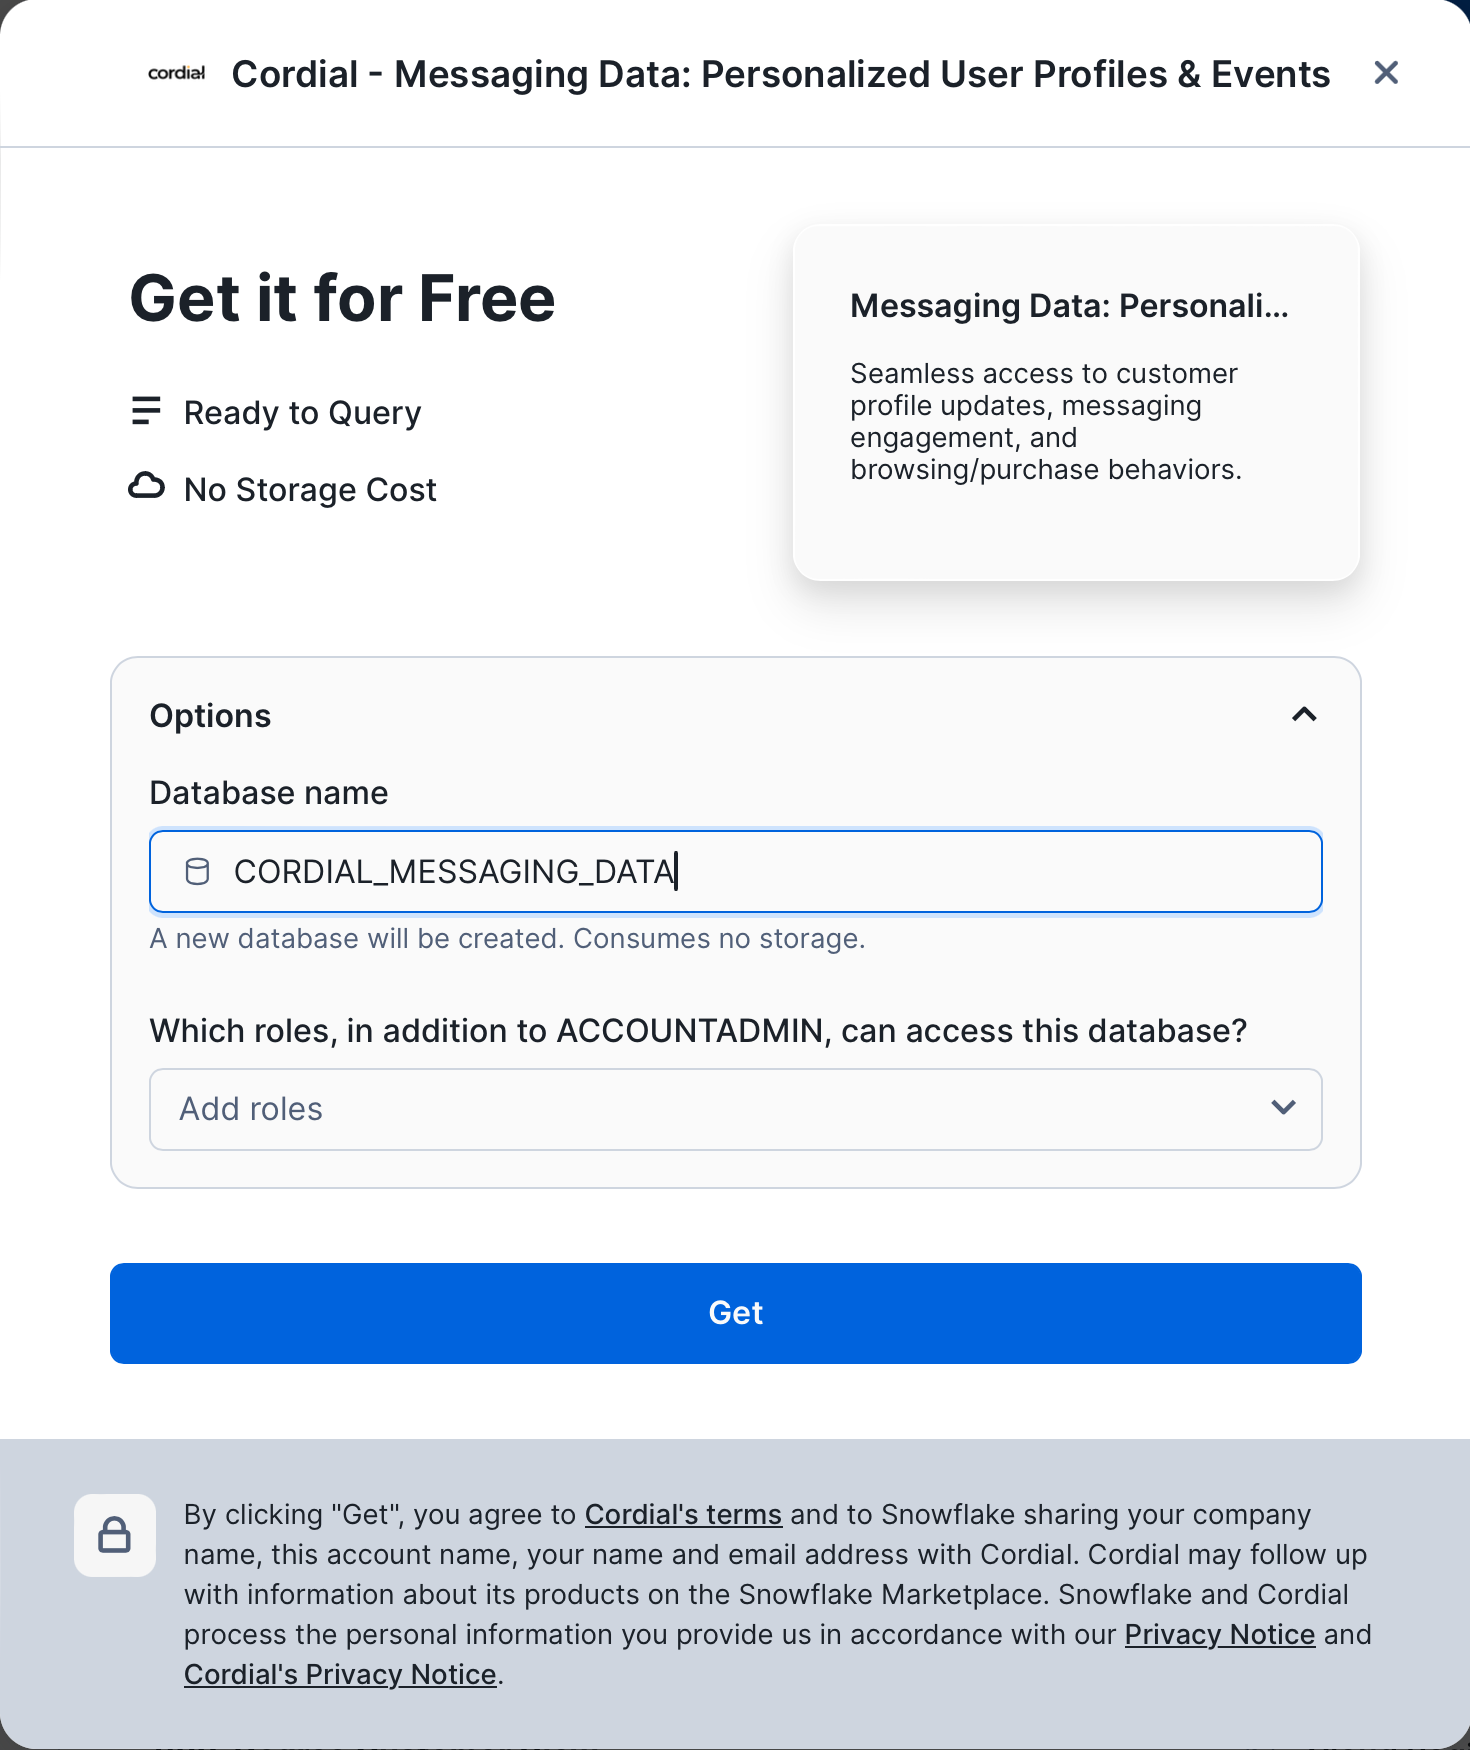 cordial Cordial - Messaging Data: Personalized User Profiles & Events
Get it for Free
Ready to Query
No Storage Cost
Messaging Data: Personali...
Seamless access to customer
profile updates, messaging
engagement, and
browsing/purchase behaviors.
Options
Database name
CORDIAL_MESSAGING_DATA
A new database will be created. Consumes no storage.
Which roles, in addition to ACCOUNTADMIN, can access this database?
Add roles
Get
By clicking "Get", you agree to Cordial's terms and to Snowflake sharing your company
name, this account name, your name and email address with Cordial. Cordial may follow up
with information about its products on the Snowflake Marketplace. Snowflake and Cordial
process the personal information you provide us in accordance with our Privacy Notice and
Cordial's Privacy Notice.